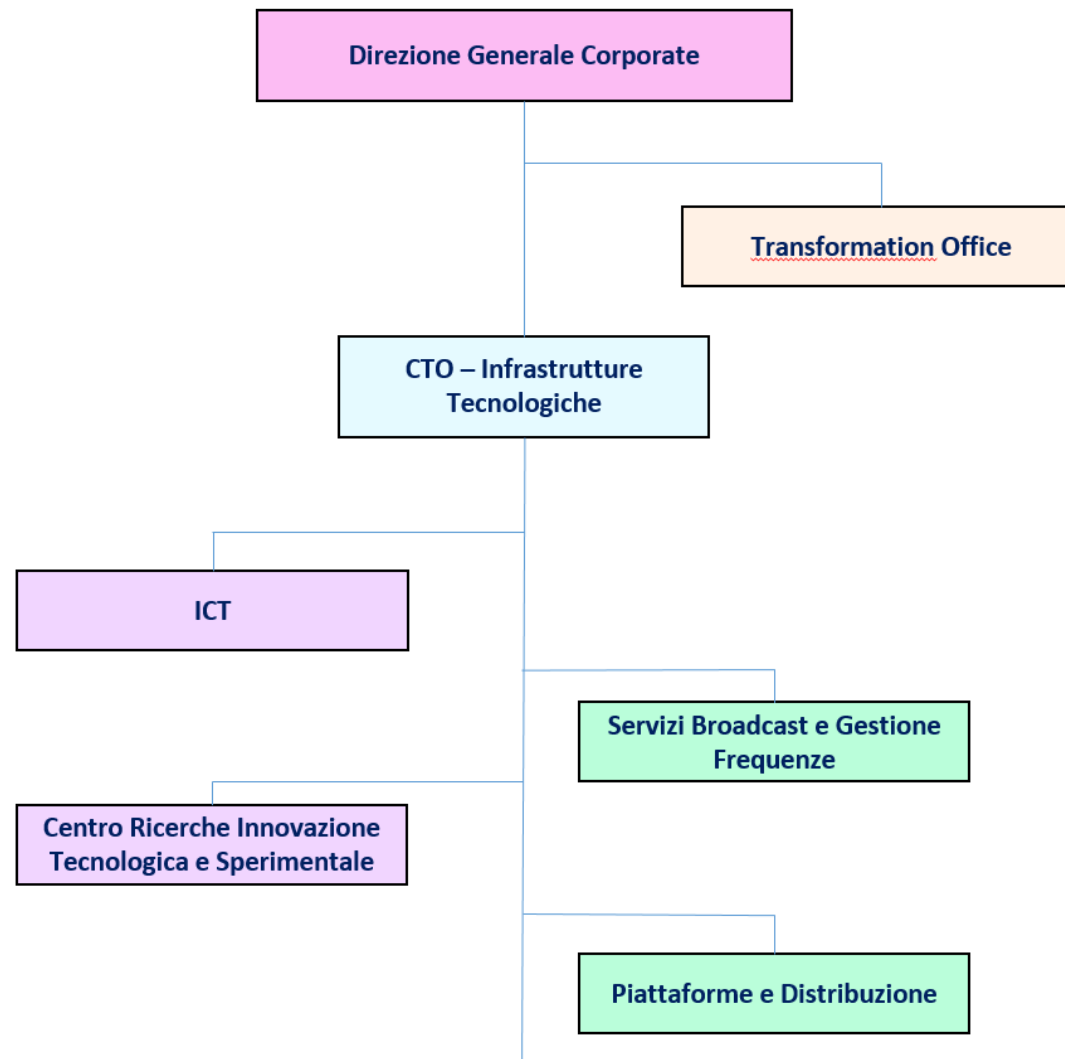 Direzione Generale Corporate
Transformation Office
CTO – Infrastrutture
Tecnologiche
ICT
Servizi Broadcast e Gestione
Frequenze
Centro Ricerche Innovazione
Tecnologica e Sperimentale
Piattaforme e Distribuzione